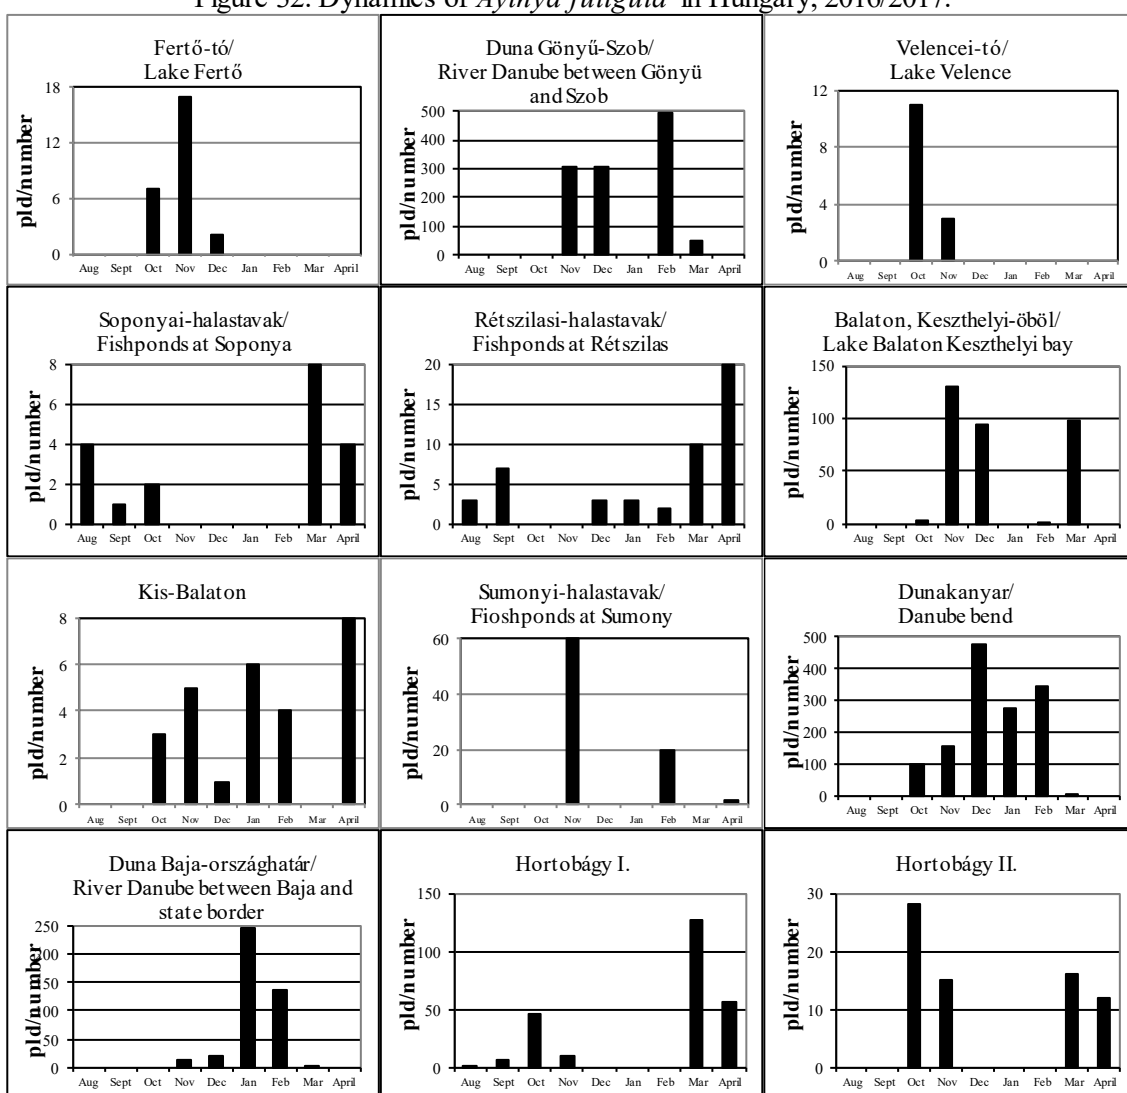 Figure 32. Dynamics of Aythya fuligula in Hungary, 2016/2017.
Fertő-tó/
Lake Fertő
pld/number
18
12
6
0
Aug Sept Oct Nov Dec Jan Feb Mar April
Duna Gönyű-Szob/
River Danube between Gönyü
and Szob
pld/number
500
400
300
200
100
0
Aug Sept Oct Nov Dec Jan Feb Mar April
Velencei-tó/
Lake Velence
pld/number
12
8
4
0
Aug Sept Oct Nov Dec Jan Feb Mar April
Soponyai-halastavak/
Fishponds at Soponya
pld/number
8
6
4
2
0
Aug Sept Oct Nov Dec Jan Feb Mar April
Rétszilasi-halastavak/
Fishponds at Rétszilas
pld/number
20
15
10
5
0
Aug Sept Oct Nov Dec Jan Feb Mar April
Balaton, Keszthelyi-öböl/
Lake Balaton Keszthelyi bay
pld/number
150
100
50
0
Aug Sept Oct Nov Dec Jan Feb Mar April
Kis-Balaton
pld/number
8
6
4
2
0
Aug Sept Oct Nov Dec Jan Feb Mar April
Sumonyi-halastavak/
Fioshponds at Sumony
pld/number
60
40
20
0
Aug Sept Oct Nov Dec Jan Feb Mar April
Dunakanyar/
Danube bend
pld/number
500
400
300
200
100
0
Aug Sept Oct Nov Dec Jan Feb Mar April
Duna Baja-országhatár/
River Danube between Baja and
state border
pld/number
250
200
150
100
50
0
Aug Sept Oct Nov Dec Jan Feb Mar April
Hortobágy I.
pld/number
150
100
50
0
Aug Sept Oct Nov Dec Jan Feb Mar April
Hortobágy II.
pld/number
30
20
10
0
Aug Sept Oct Nov Dec Jan Feb Mar April